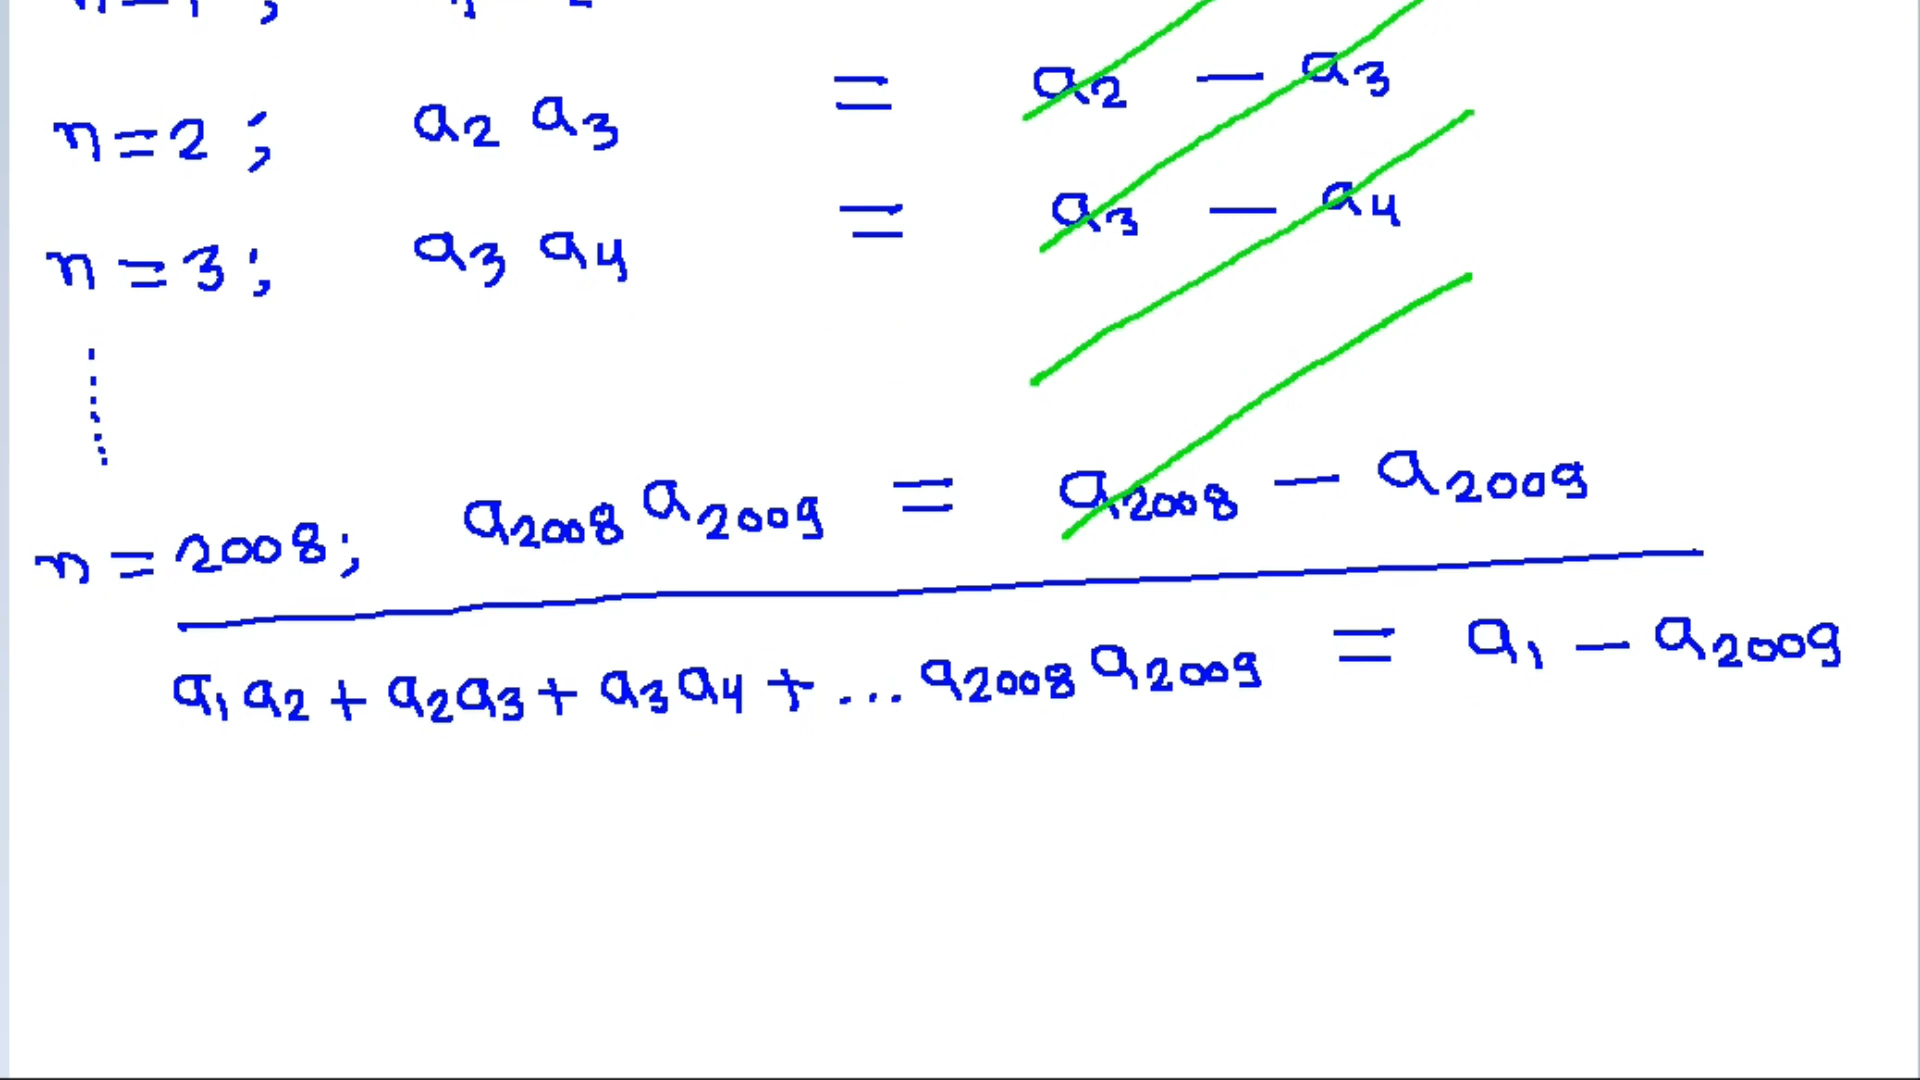 n=2; a₂ a₃ = a₂ − a₃
n=3; a₃ a₄ = a₃ − a₄
n=2008; a₂₀₀₈ a₂₀₀₉ = a₂₀₀₈ − a₂₀₀₉
a₁a₂ + a₂a₃ + a₃a₄ + ... a₂₀₀₈ a₂₀₀₉ = a₁ − a₂₀₀₉